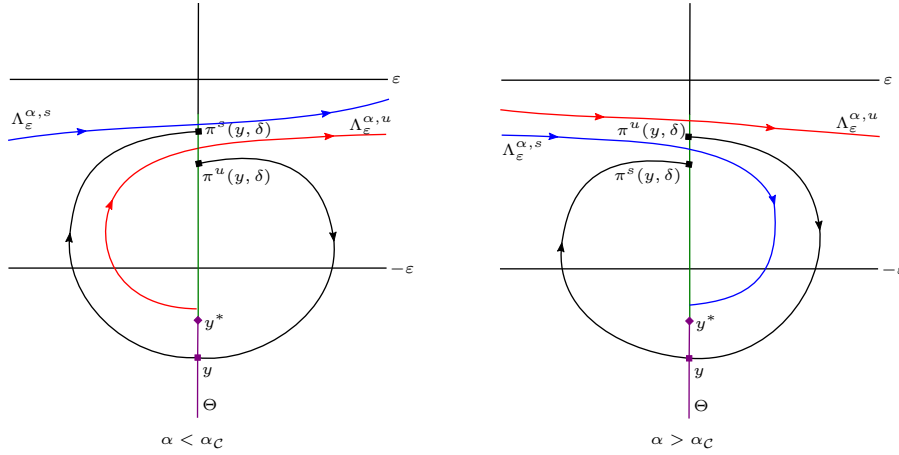 ε
Λ_ε^{α,s}
π^s(y, δ)
Λ_ε^{α,u}
π^u(y, δ)
−ε
y*
y
Θ
α < α_𝒞
ε
Λ_ε^{α,u}
π^u(y, δ)
Λ_ε^{α,s}
π^s(y, δ)
y*
y
Θ
α > α_𝒞